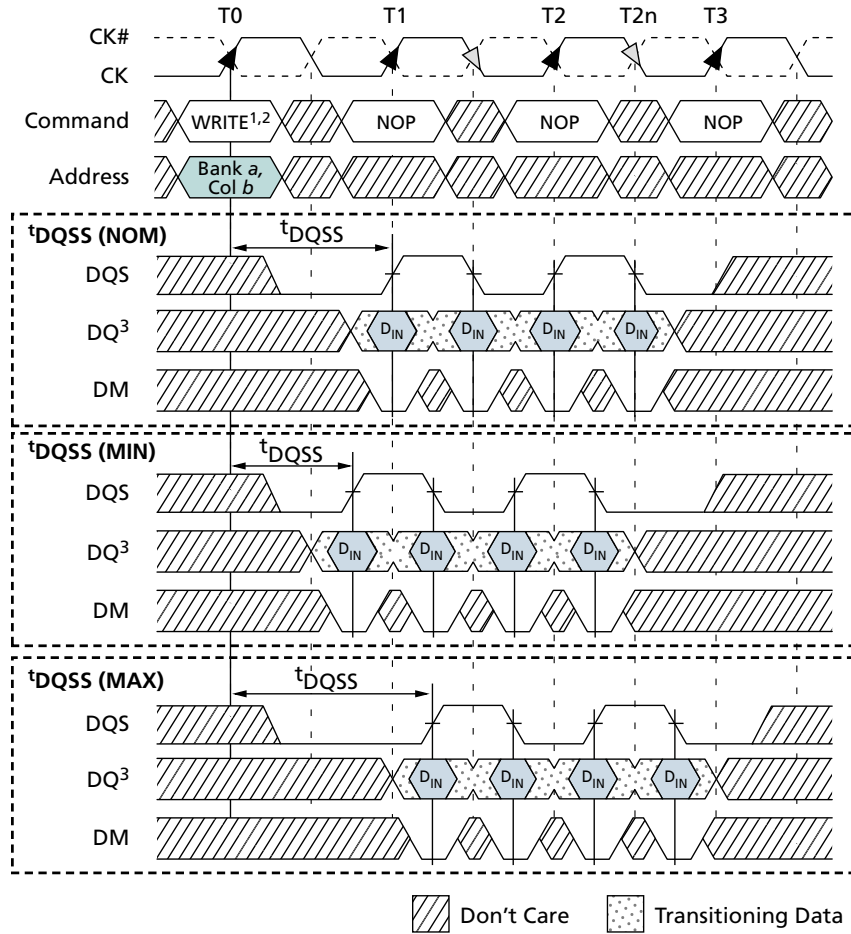 T0 T1 T2 T2n T3
CK#
CK
Command WRITE1,2 NOP NOP NOP
Address Bank a, Col b
tDQSS (NOM) tDQSS
DQS
DQ3 DIN DIN DIN DIN
DM
tDQSS (MIN) tDQSS
DQS
DQ3 DIN DIN DIN DIN
DM
tDQSS (MAX) tDQSS
DQS
DQ3 DIN DIN DIN DIN
DM
Don't Care Transitioning Data